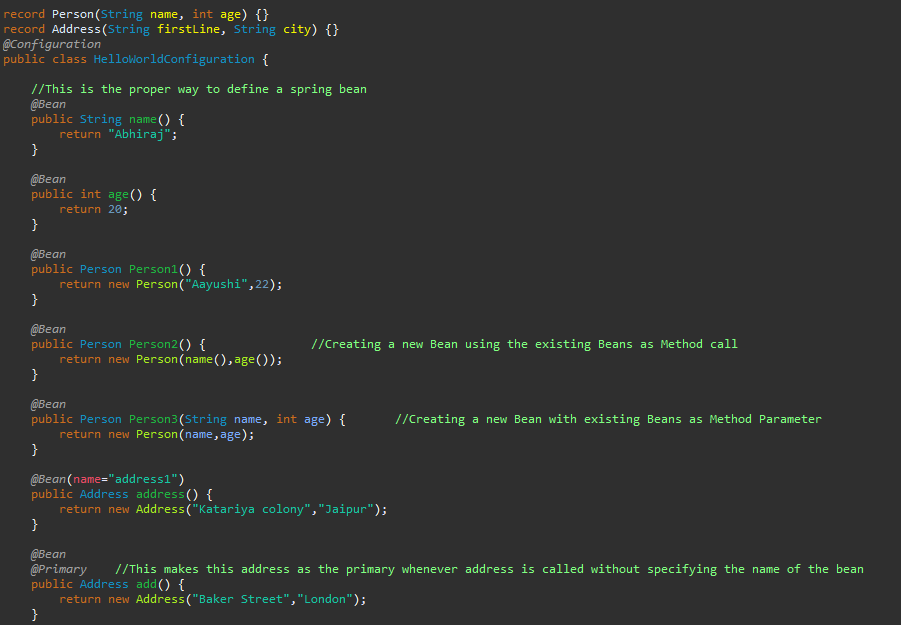 record Person(String name, int age) {}
record Address(String firstLine, String city) {}
@Configuration
public class HelloWorldConfiguration {
//This is the proper way to define a spring bean
@Bean
public String name() {
return "Abhiraj";
}
@Bean
public int age() {
return 20;
}
@Bean
public Person Person1() {
return new Person("Aayushi",22);
}
@Bean
public Person Person2() { //Creating a new Bean using the existing Beans as Method call
return new Person(name(),age());
}
@Bean
public Person Person3(String name, int age) { //Creating a new Bean with existing Beans as Method Parameter
return new Person(name,age);
}
@Bean(name="address1")
public Address address() {
return new Address("Katariya colony","Jaipur");
}
@Bean
@Primary //This makes this address as the primary whenever address is called without specifying the name of the bean
public Address add() {
return new Address("Baker Street","London");
}